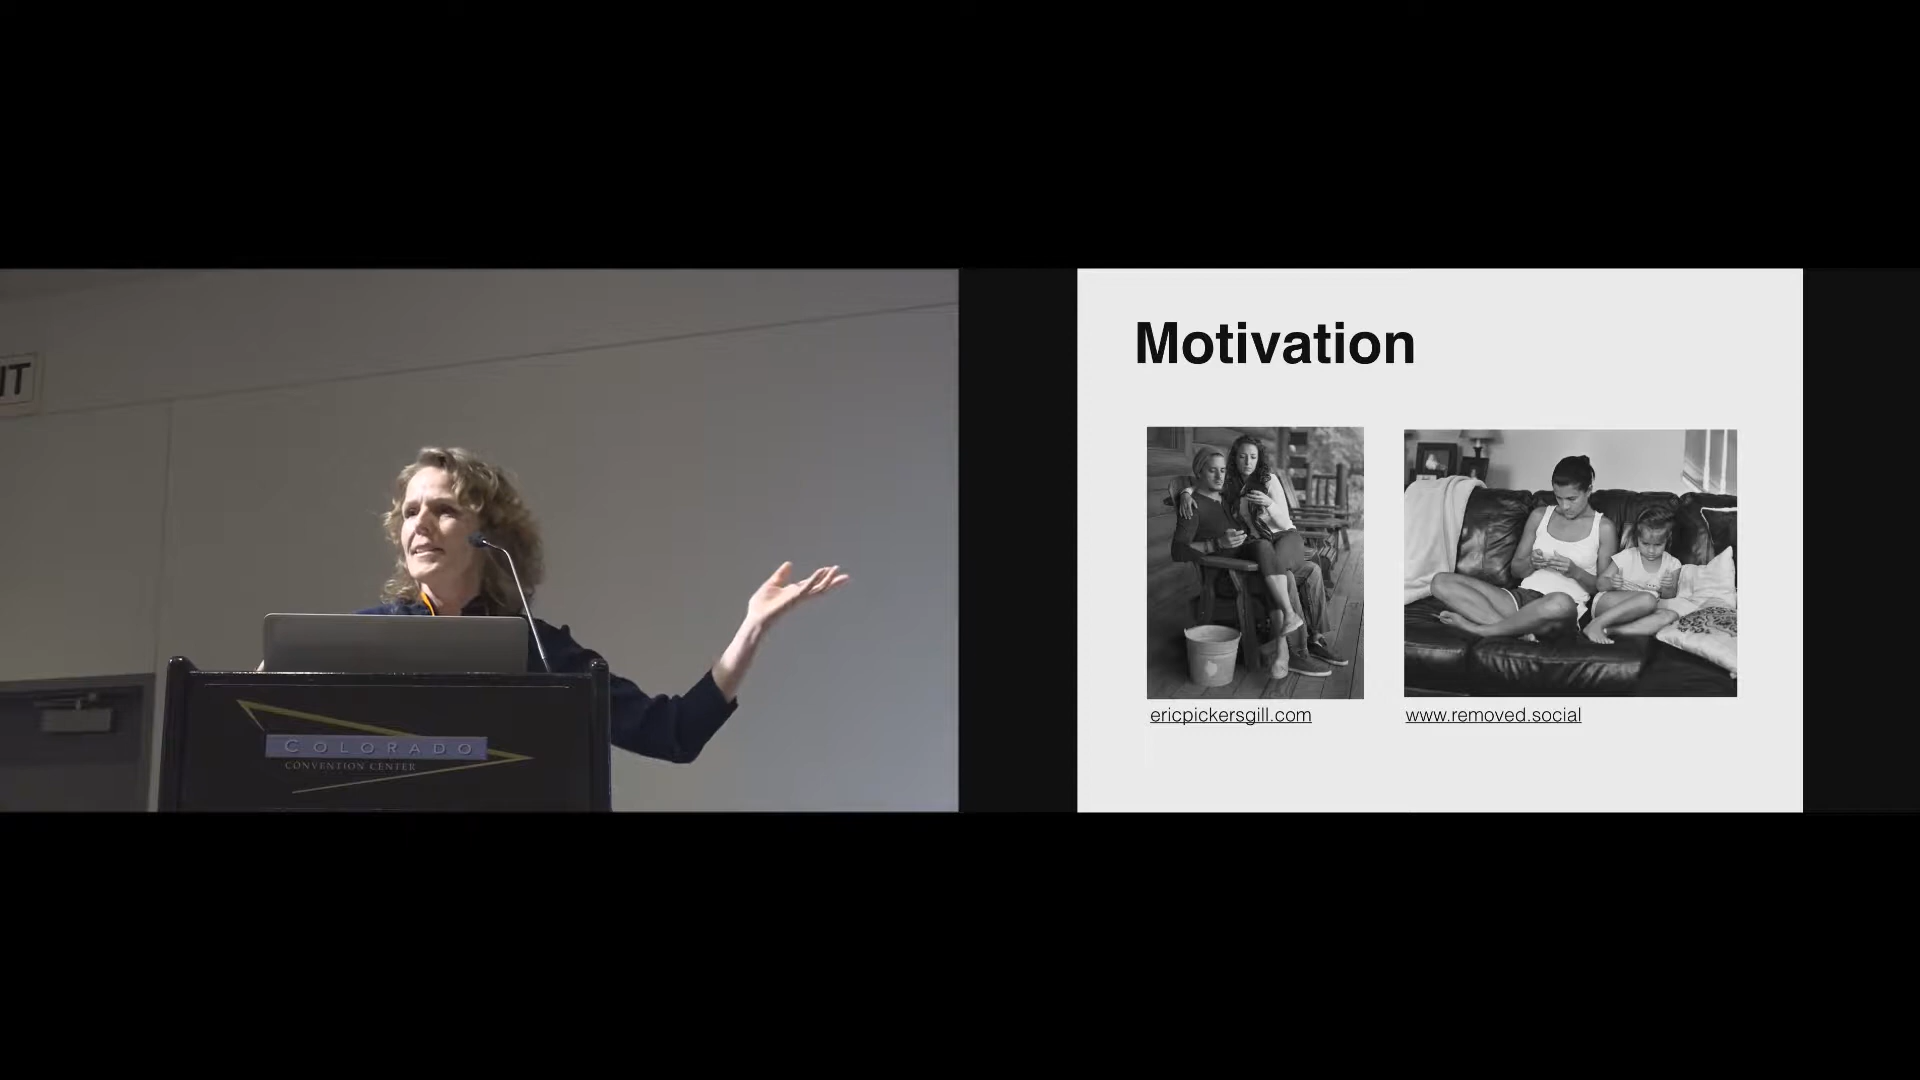 IT
COLORADO
CONVENTION CENTER
Motivation
ericpickersgill.com
www.removed.social